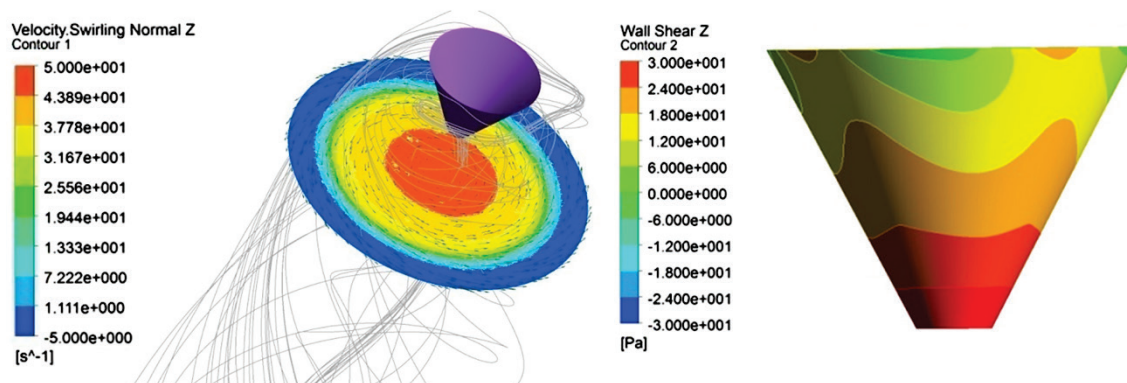 Velocity.Swirling Normal Z
Contour 1
5.000e+001
4.389e+001
3.778e+001
3.167e+001
2.556e+001
1.944e+001
1.333e+001
7.222e+000
1.111e+000
-5.000e+000
[s^-1]
Wall Shear Z
Contour 2
3.000e+001
2.400e+001
1.800e+001
1.200e+001
6.000e+000
0.000e+000
-6.000e+000
-1.200e+001
-1.800e+001
-2.400e+001
-3.000e+001
[Pa]